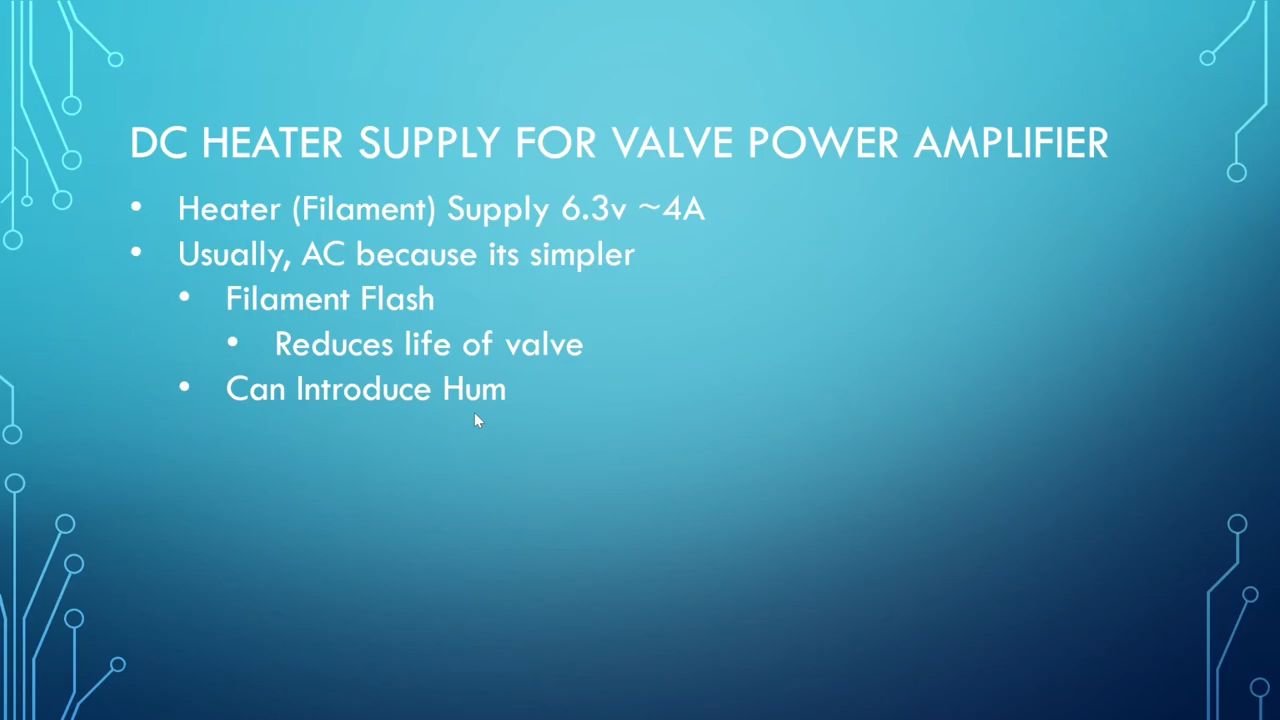 DC HEATER SUPPLY FOR VALVE POWER AMPLIFIER
• Heater (Filament) Supply 6.3v ~4A
• Usually, AC because its simpler
• Filament Flash
• Reduces life of valve
• Can Introduce Hum